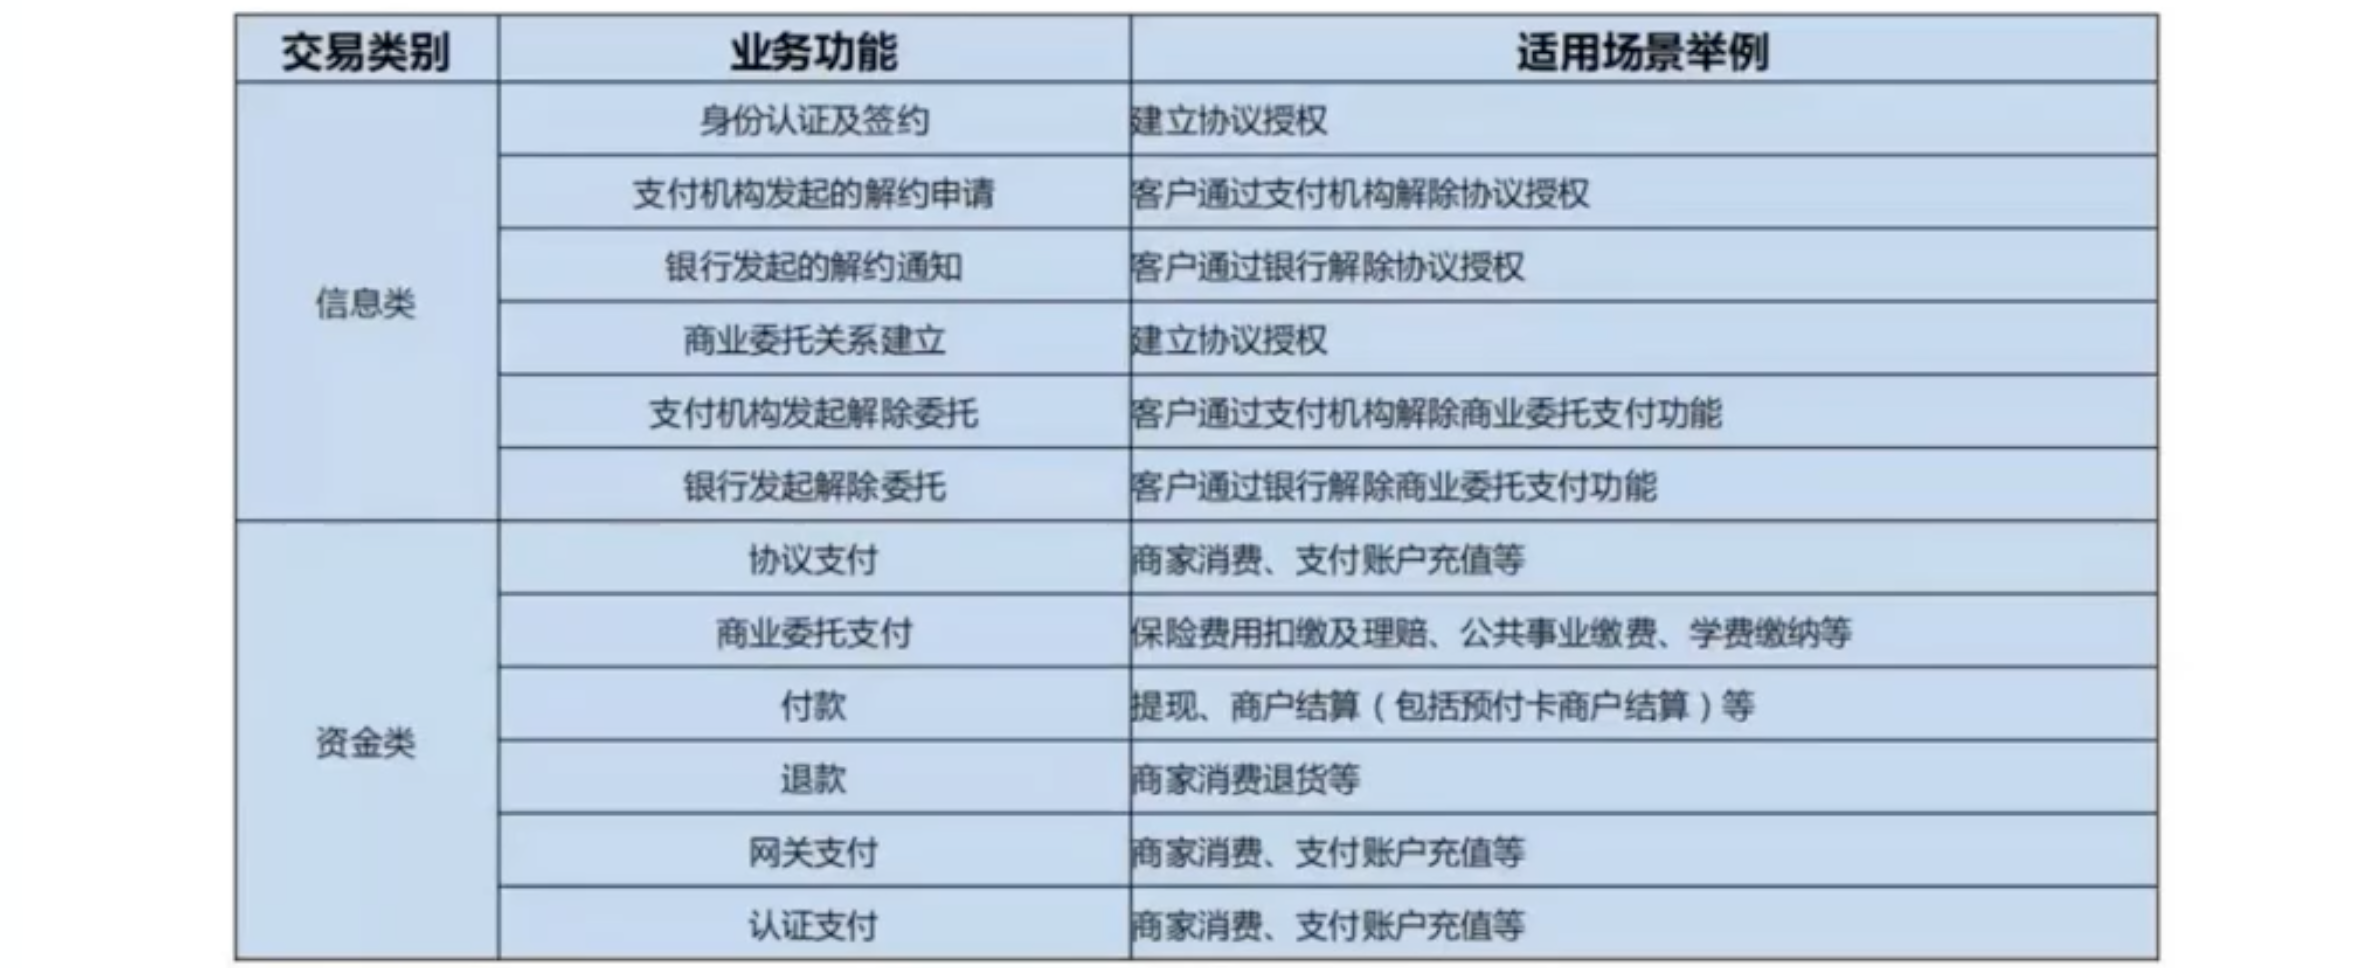 交易类别 业务功能 适用场景举例
信息类
身份认证及签约 建立协议授权
支付机构发起的解约申请 客户通过支付机构解除协议授权
银行发起的解约通知 客户通过银行解除协议授权
商业委托关系建立 建立协议授权
支付机构发起解除委托 客户通过支付机构解除商业委托支付功能
银行发起解除委托 客户通过银行解除商业委托支付功能
资金类
协议支付 商家消费、支付账户充值等
商业委托支付 保险费用扣缴及理赔、公共事业缴费、学费缴纳等
付款 提现、商户结算（包括预付卡商户结算）等
退款 商家消费退货等
网关支付 商家消费、支付账户充值等
认证支付 商家消费、支付账户充值等